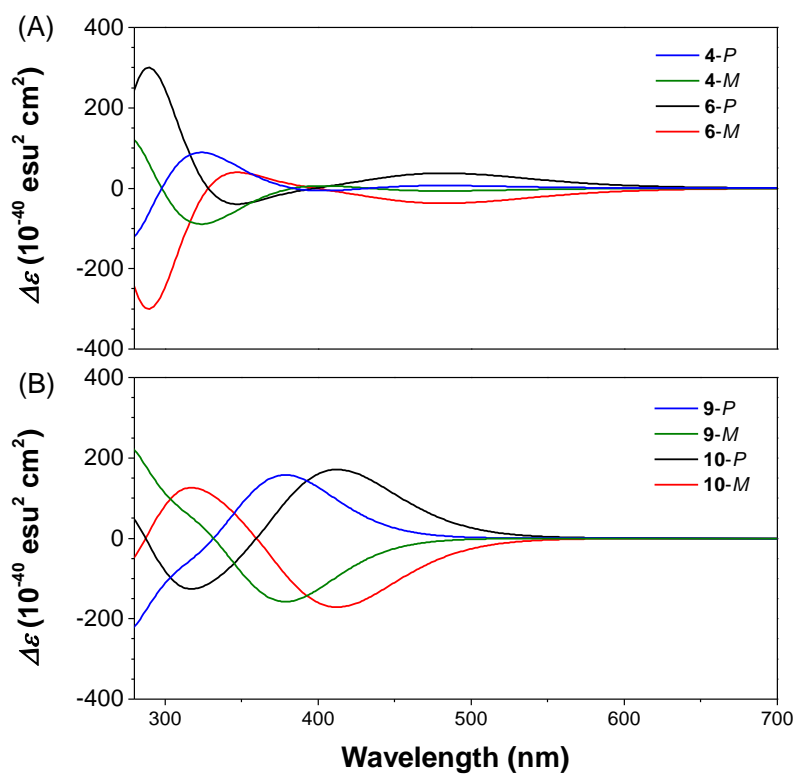 (A)
400
200
0
-200
-400
Δε (10⁻⁴⁰ esu² cm²)
4-P
4-M
6-P
6-M
(B)
400
200
0
-200
-400
Δε (10⁻⁴⁰ esu² cm²)
9-P
9-M
10-P
10-M
300 400 500 600 700
Wavelength (nm)